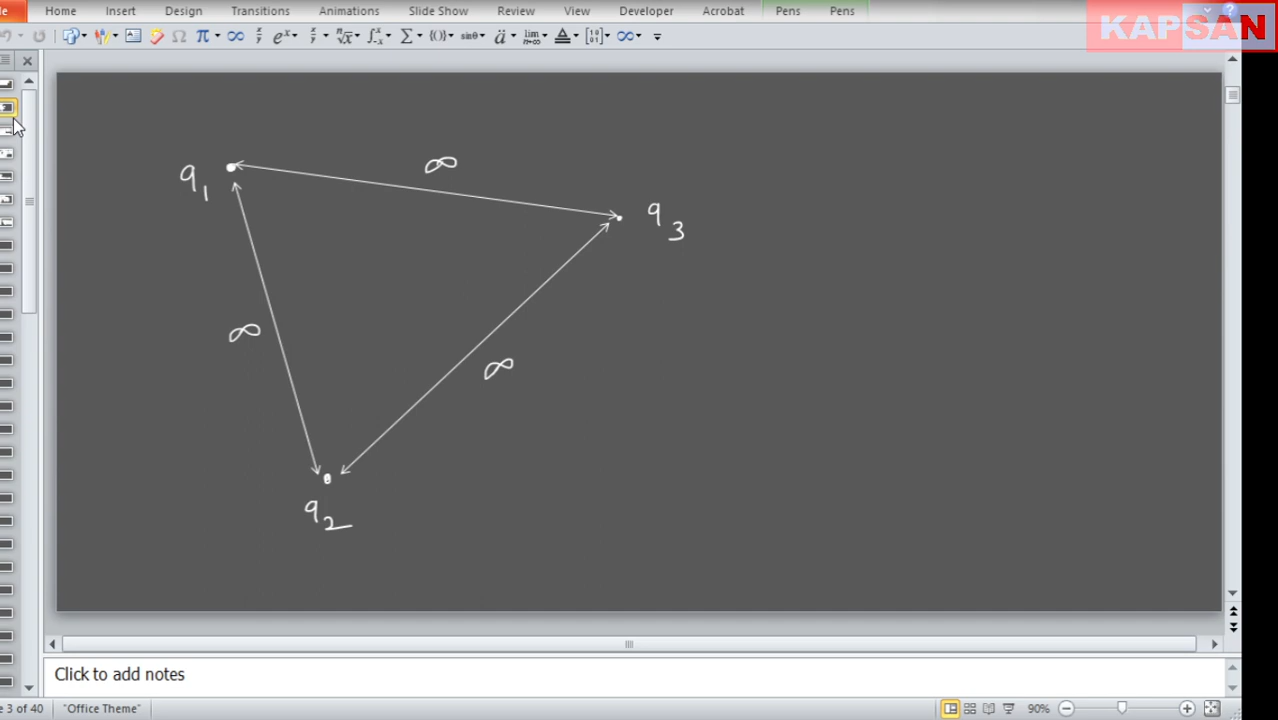 Home Insert Design Transitions Animations Slide Show Review View Developer Acrobat Pens Pens
KAPSAN
q1
∞
q3
∞
∞
q2
Click to add notes
3 of 40 "Office Theme" 90%